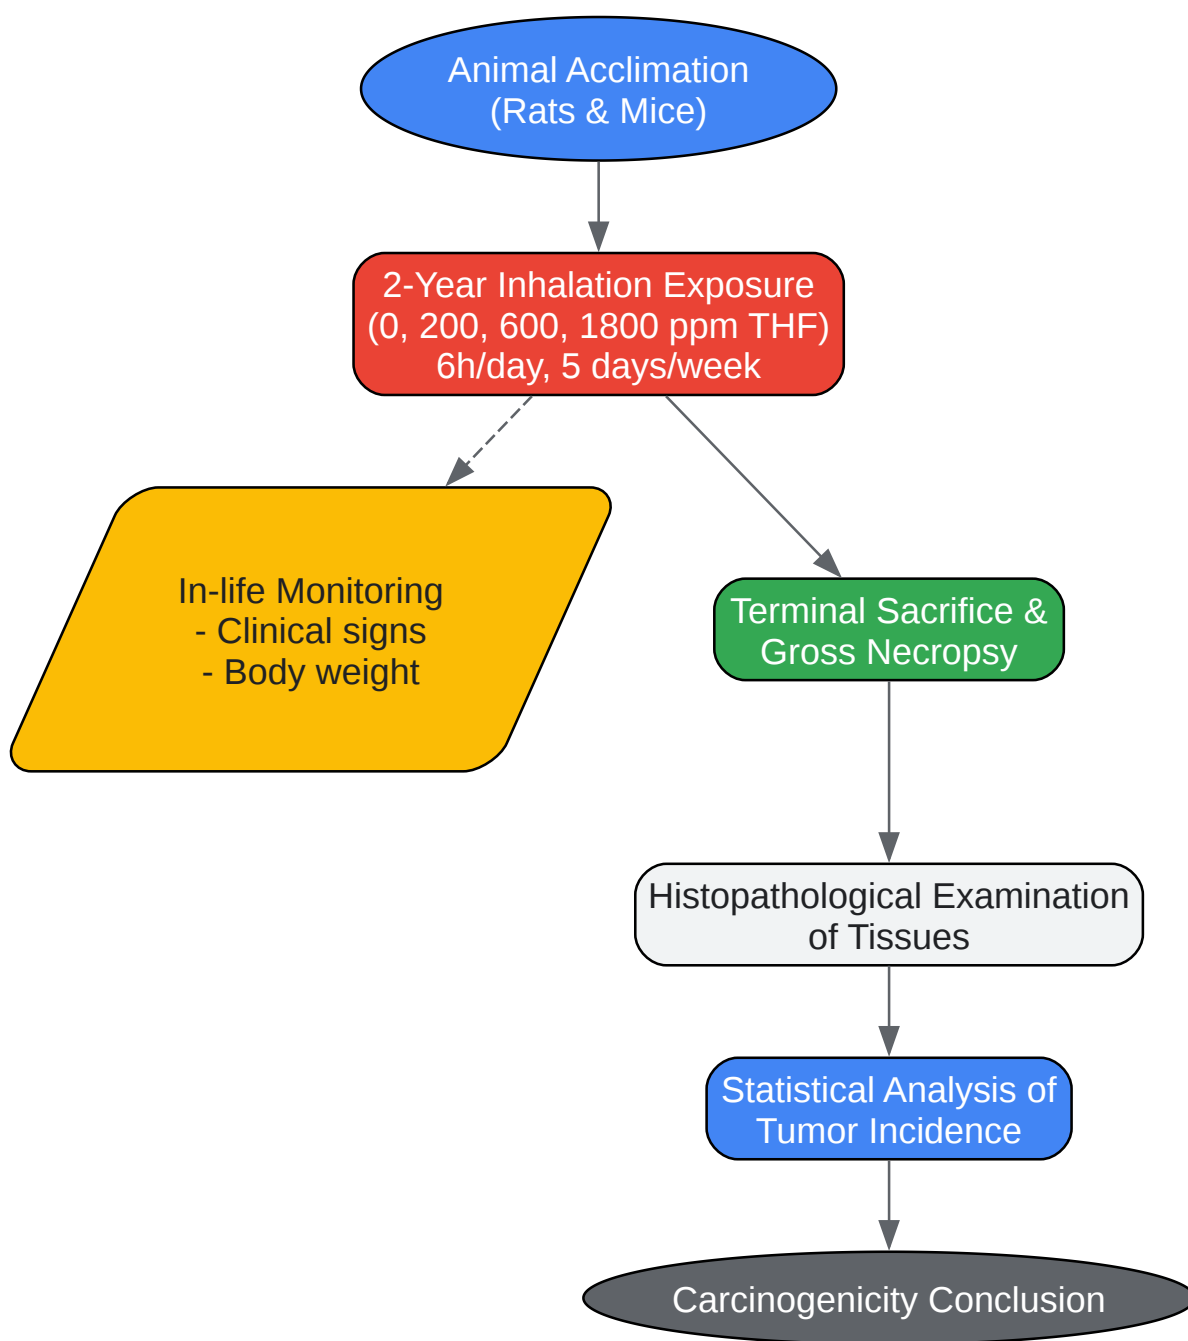 Animal Acclimation
(Rats & Mice)
2-Year Inhalation Exposure
(0, 200, 600, 1800 ppm THF)
6h/day, 5 days/week
In-life Monitoring
- Clinical signs
- Body weight
Terminal Sacrifice &
Gross Necropsy
Histopathological Examination
of Tissues
Statistical Analysis of
Tumor Incidence
Carcinogenicity Conclusion